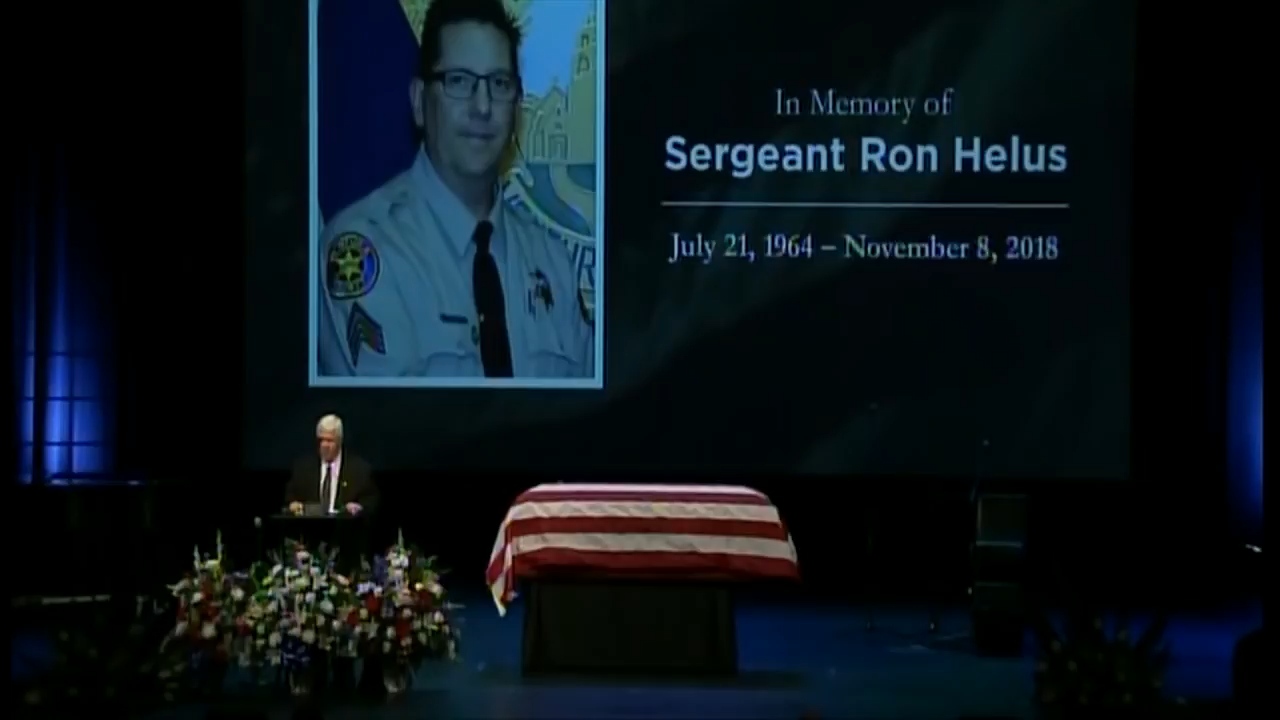 In Memory of
Sergeant Ron Helus
July 21, 1964 – November 8, 2018